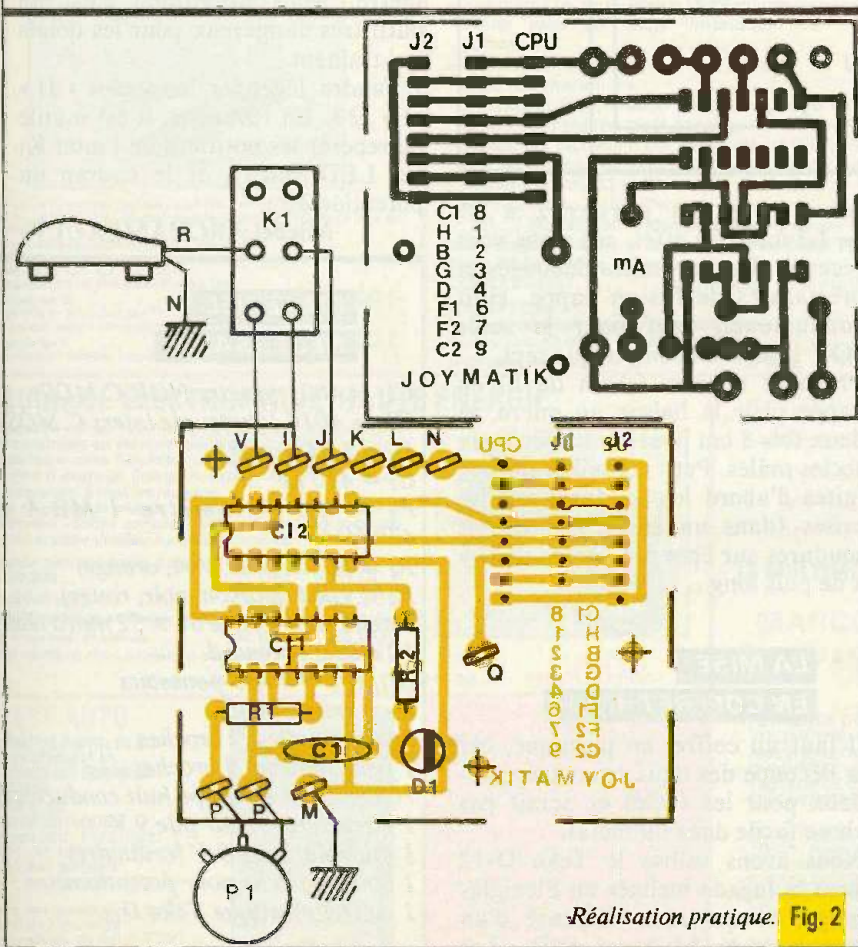 J2 J1 CPU
C1 8
H 1
B 2
G 3
D 4
F1 6
F2 7
C2 9
JOYMATIK
mA
K1
R
N
V I J K L N
CPU J1 J2
CI2
CI1
R2
R1
C1
D1
Q
C1 8
H 1
B 2
G 3
D 4
F1 6
F2 7
C2 9
JOYMATIK
P P M
P1
Réalisation pratique. Fig. 2